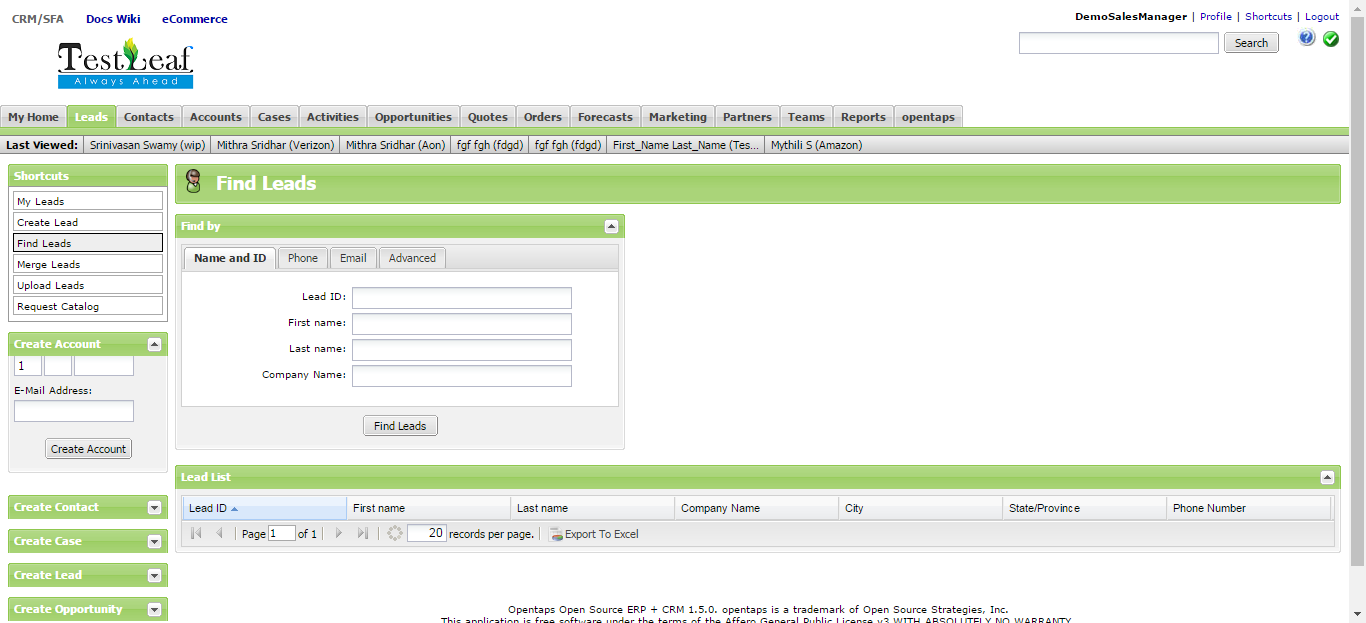 CRM/SFA Docs Wiki eCommerce
DemoSalesManager | Profile | Shortcuts | Logout
Search
TestLeaf
Always Ahead
My Home Leads Contacts Accounts Cases Activities Opportunities Quotes Orders Forecasts Marketing Partners Teams Reports opentaps
Last Viewed: Srinivasan Swamy (wip) Mithra Sridhar (Verizon) Mithra Sridhar (Aon) fgf fgh (fdgd) fgf fgh (fdgd) First_Name Last_Name (Tes... Mythili S (Amazon)
Shortcuts
My Leads
Create Lead
Find Leads
Merge Leads
Upload Leads
Request Catalog
Create Account
1
E-Mail Address:
Create Account
Create Contact
Create Case
Create Lead
Create Opportunity
Find Leads
Find by
Name and ID Phone Email Advanced
Lead ID:
First name:
Last name:
Company Name:
Find Leads
Lead List
Lead ID First name Last name Company Name City State/Province Phone Number
Page 1 of 1 20 records per page. Export To Excel
Opentaps Open Source ERP + CRM 1.5.0. opentaps is a trademark of Open Source Strategies, Inc.
This application is free software under the terms of the Affero General Public License v3 WITH ABSOLUTELY NO WARRANTY